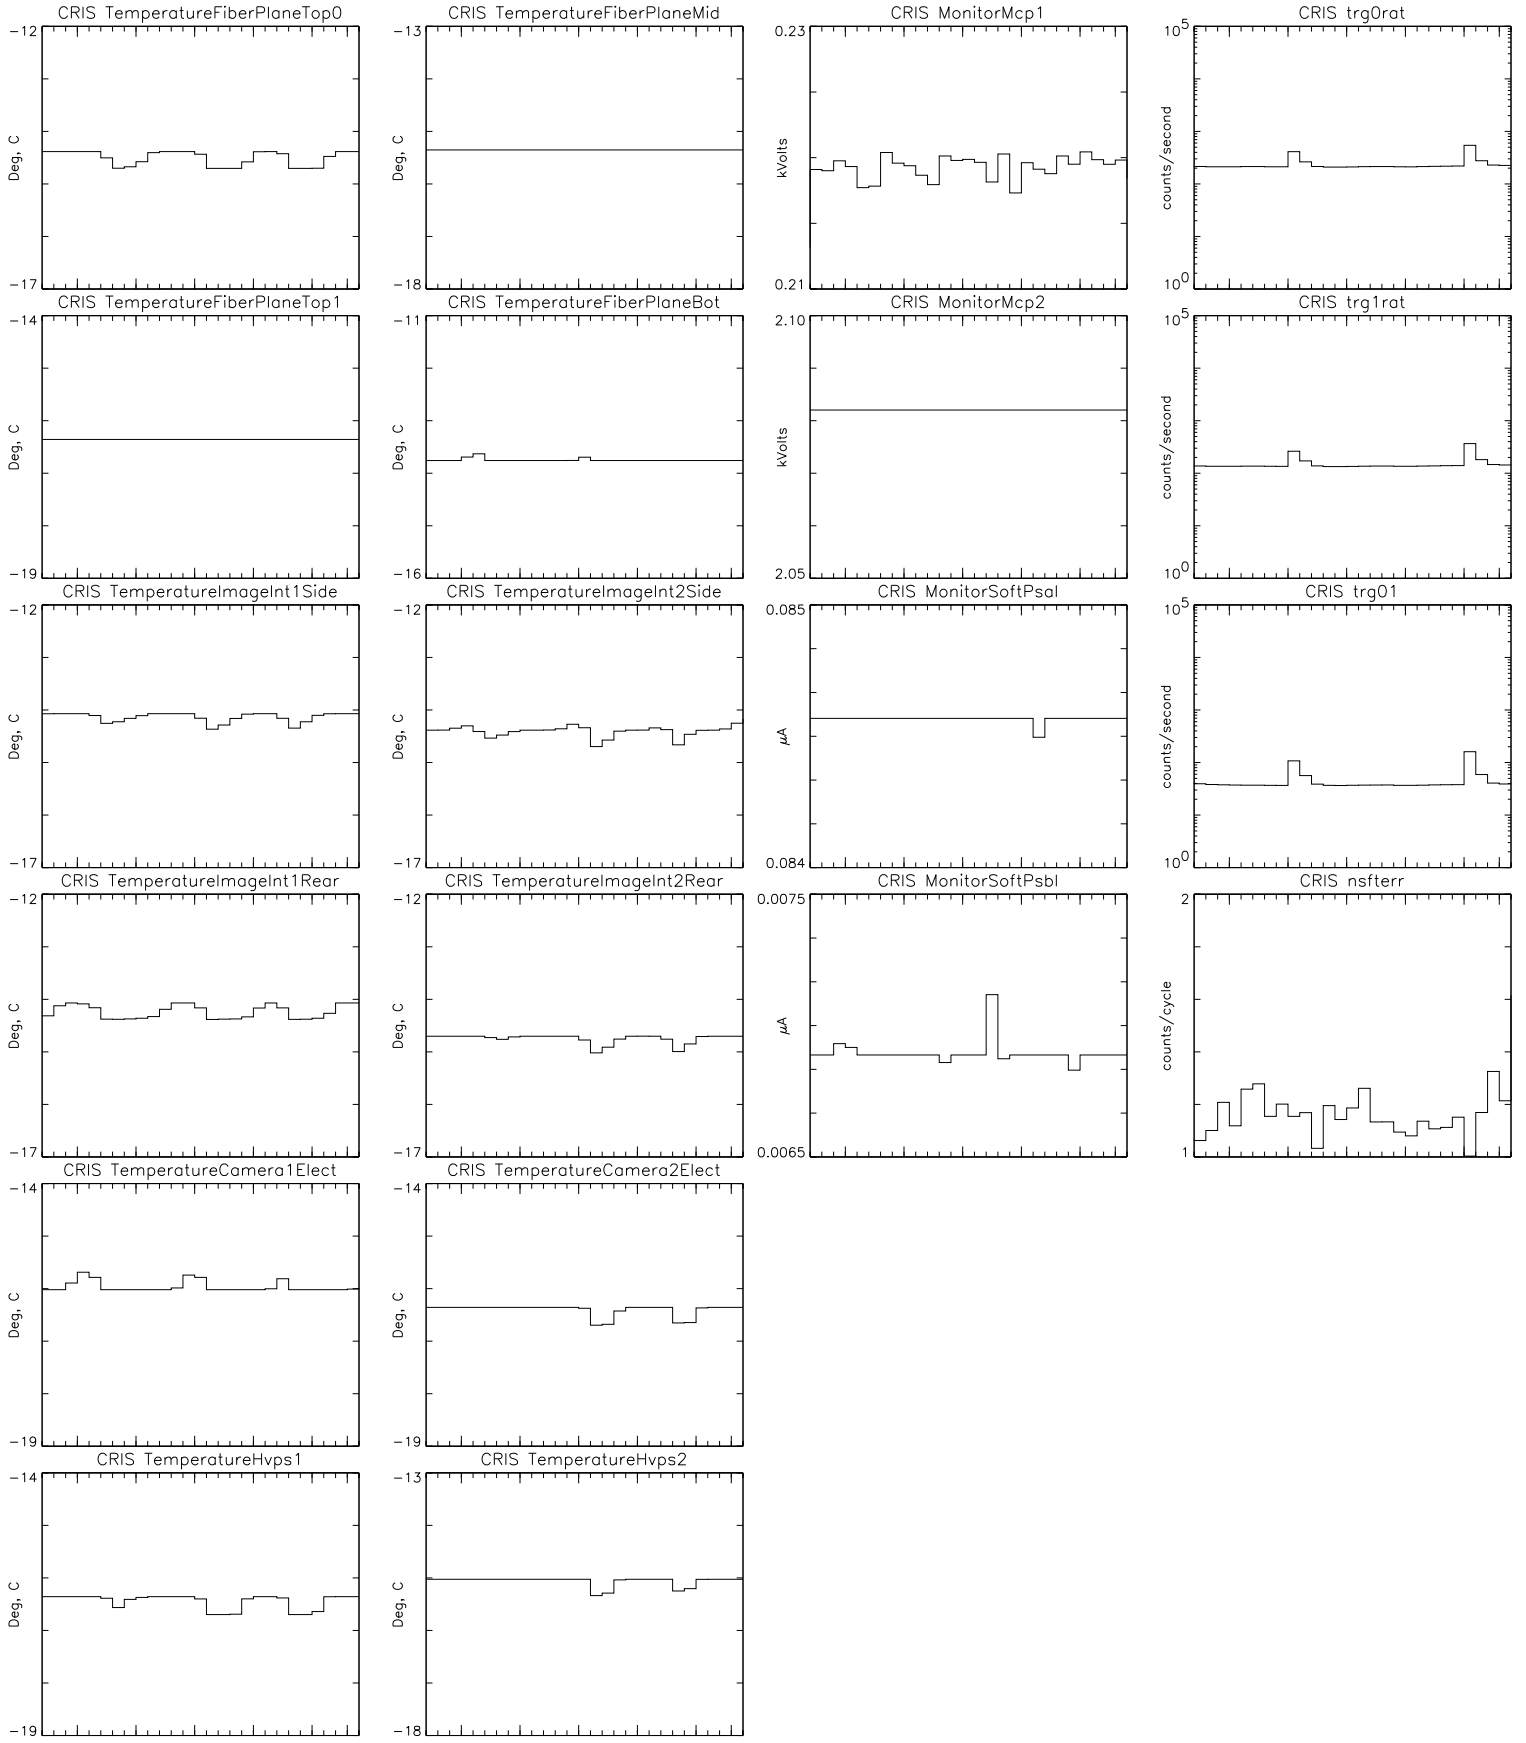 CRIS TemperatureFiberPlaneTop0
-12
Deg, C
-17
CRIS TemperatureFiberPlaneMid
-13
Deg, C
-18
CRIS MonitorMcp1
0.23
kVolts
0.21
CRIS trg0rat
10^5
counts/second
10^0
CRIS TemperatureFiberPlaneTop1
-14
Deg, C
-19
CRIS TemperatureFiberPlaneBot
-11
Deg, C
-16
CRIS MonitorMcp2
2.10
kVolts
2.05
CRIS trg1rat
10^5
counts/second
10^0
CRIS TemperatureImageInt1Side
-12
Deg, C
-17
CRIS TemperatureImageInt2Side
-12
Deg, C
-17
CRIS MonitorSoftPsaI
0.085
μA
0.084
CRIS trg01
10^5
counts/second
10^0
CRIS TemperatureImageInt1Rear
-12
Deg, C
-17
CRIS TemperatureImageInt2Rear
-12
Deg, C
-17
CRIS MonitorSoftPsbI
0.0075
μA
0.0065
CRIS nsfterr
2
counts/cycle
1
CRIS TemperatureCamera1Elect
-14
Deg, C
-19
CRIS TemperatureCamera2Elect
-14
Deg, C
-19
CRIS TemperatureHvps1
-14
Deg, C
-19
CRIS TemperatureHvps2
-13
Deg, C
-18